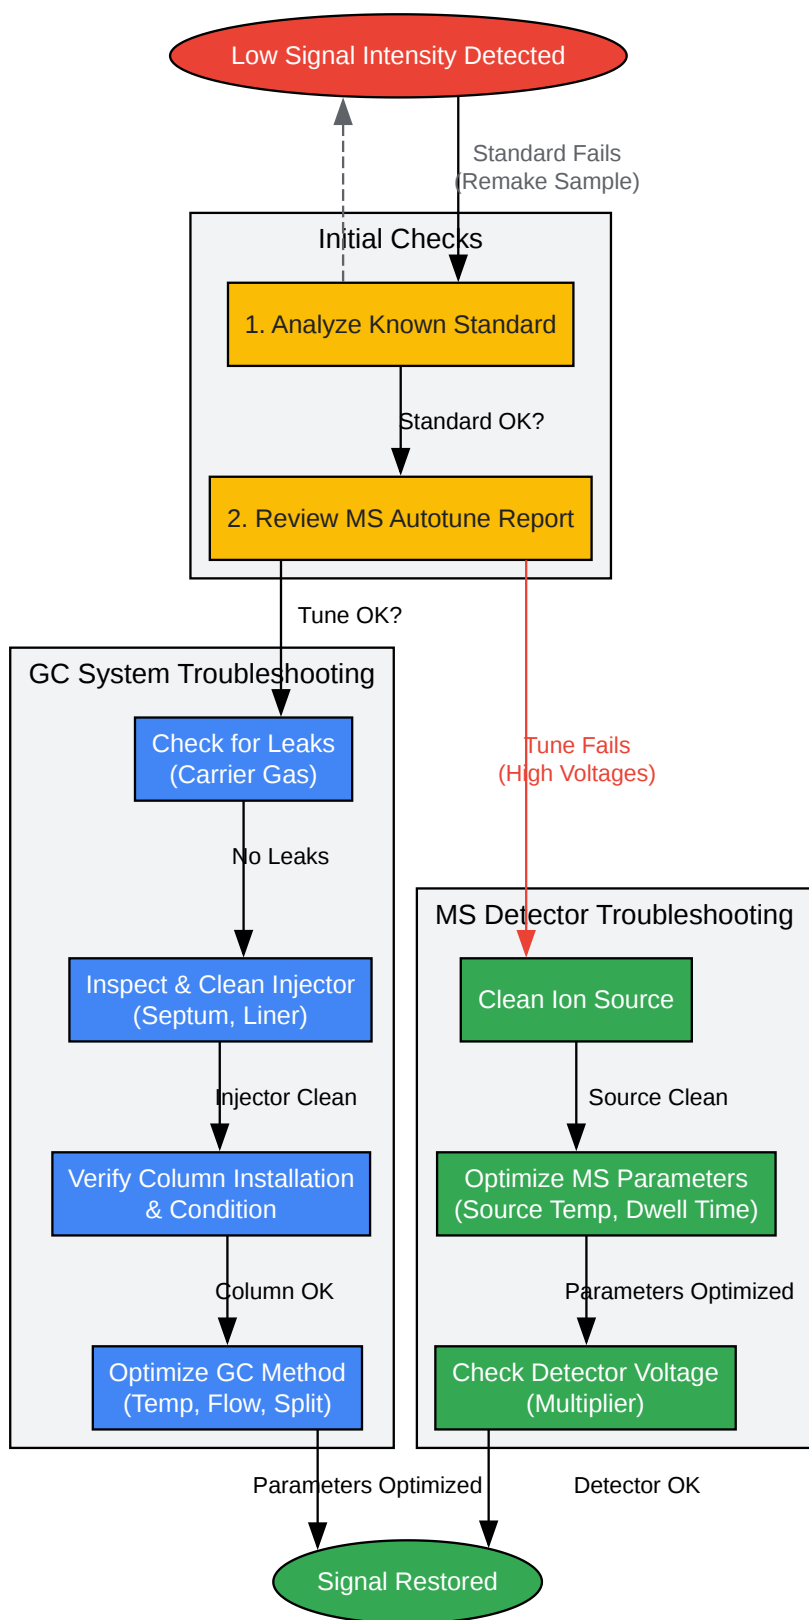 Low Signal Intensity Detected
Standard Fails
(Remake Sample)
Initial Checks
1. Analyze Known Standard
Standard OK?
2. Review MS Autotune Report
Tune OK?
GC System Troubleshooting
Check for Leaks
(Carrier Gas)
Tune Fails
(High Voltages)
No Leaks
MS Detector Troubleshooting
Inspect & Clean Injector
(Septum, Liner)
Clean Ion Source
Injector Clean
Source Clean
Verify Column Installation
& Condition
Optimize MS Parameters
(Source Temp, Dwell Time)
Column OK
Parameters Optimized
Optimize GC Method
(Temp, Flow, Split)
Check Detector Voltage
(Multiplier)
Parameters Optimized
Detector OK
Signal Restored